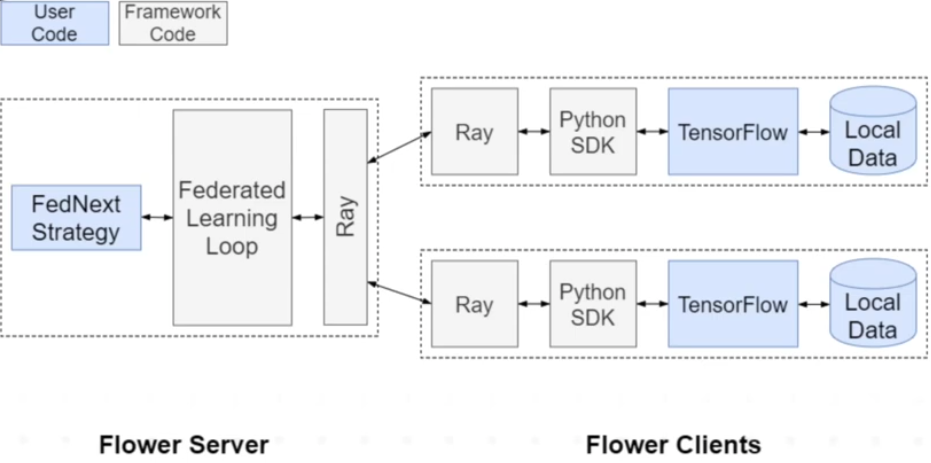 User
Code
Framework
Code
FedNext
Strategy
Federated
Learning
Loop
Ray
Ray
Python
SDK
TensorFlow
Local
Data
Ray
Python
SDK
TensorFlow
Local
Data
Flower Server
Flower Clients